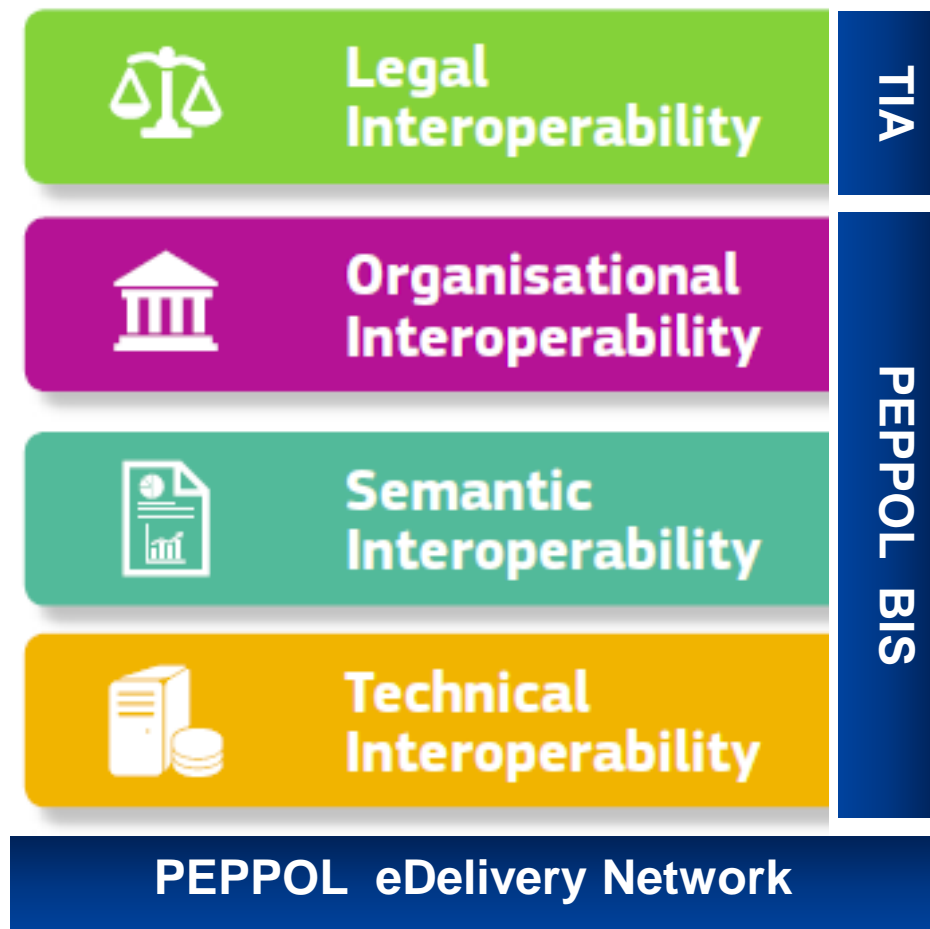 Legal
Interoperability
TIA
Organisational
Interoperability
Semantic
Interoperability
Technical
Interoperability
PEPPOL BIS
PEPPOL eDelivery Network